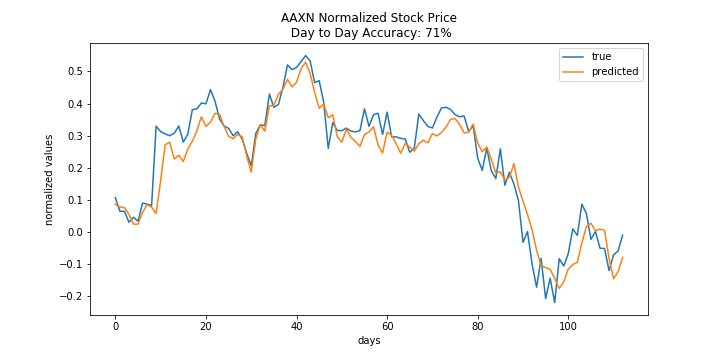 AAXN Normalized Stock Price
Day to Day Accuracy: 71%
true
predicted
normalized values
0.5
0.4
0.3
0.2
0.1
0.0
−0.1
−0.2
0 20 40 60 80 100
days